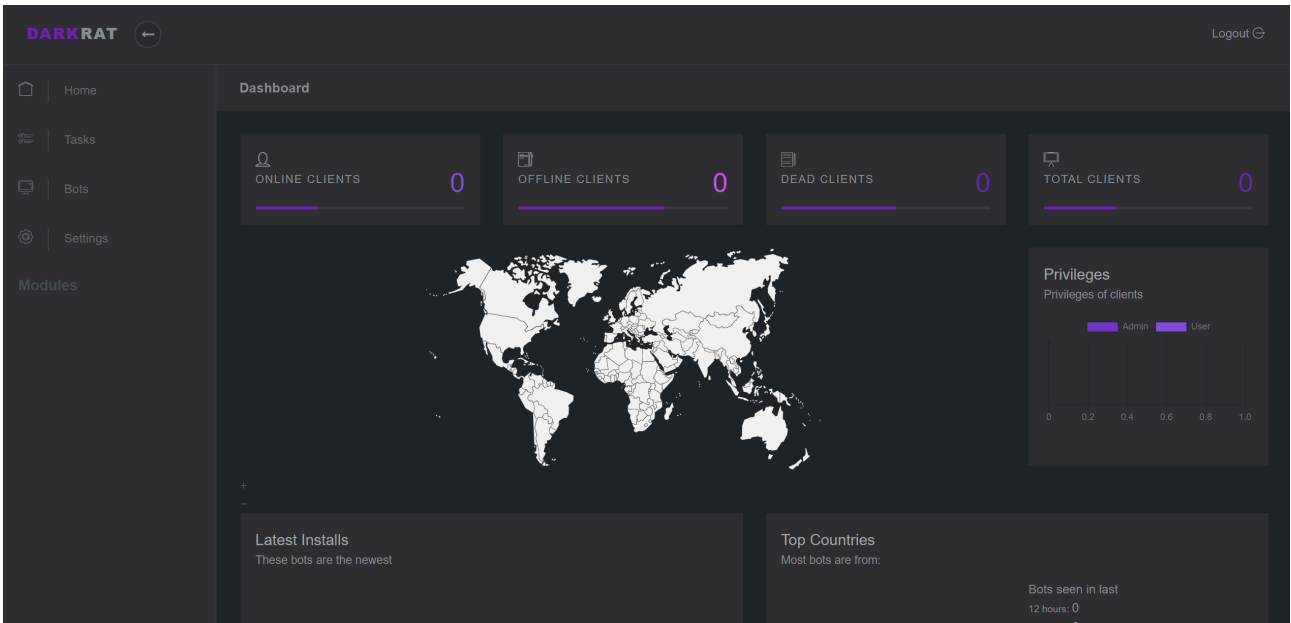 DARKRAT
Logout
Home
Tasks
Bots
Settings
Modules
Dashboard
ONLINE CLIENTS 0
OFFLINE CLIENTS 0
DEAD CLIENTS 0
TOTAL CLIENTS 0
Privileges
Privileges of clients
Admin User
0 0.2 0.4 0.6 0.8 1.0
+
−
Latest Installs
These bots are the newest
Top Countries
Most bots are from:
Bots seen in last
12 hours: 0